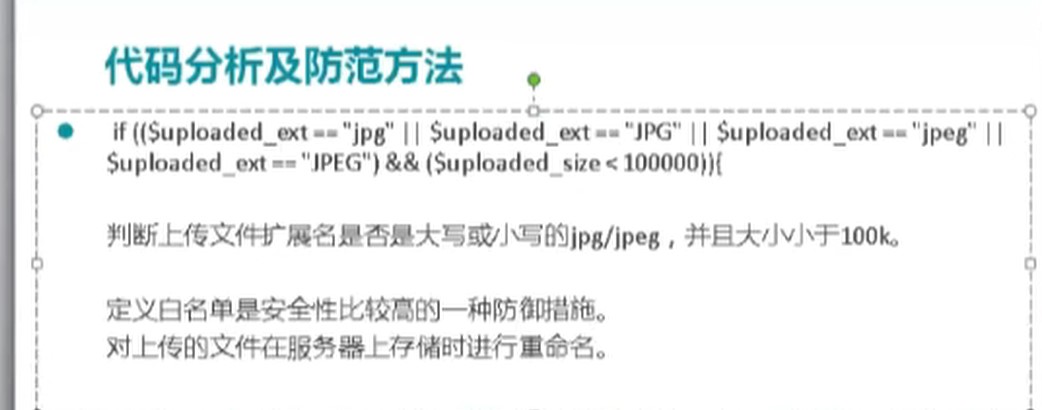 代码分析及防范方法
if (($uploaded_ext == "jpg" || $uploaded_ext == "JPG" || $uploaded_ext == "jpeg" ||
$uploaded_ext == "JPEG") && ($uploaded_size < 100000)){
判断上传文件扩展名是否是大写或小写的jpg/jpeg，并且大小小于100k。
定义白名单是安全性比较高的一种防御措施。
对上传的文件在服务器上存储时进行重命名。